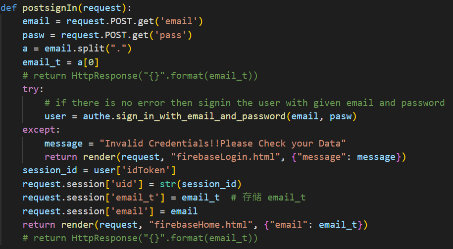 def postsignIn(request):
    email = request.POST.get('email')
    pasw = request.POST.get('pass')
    a = email.split(".")
    email_t = a[0]
    # return HttpResponse("{}".format(email_t))
    try:
        # if there is no error then signin the user with given email and password
        user = authe.sign_in_with_email_and_password(email, pasw)
    except:
        message = "Invalid Credentials!!Please Check your Data"
        return render(request, "firebaseLogin.html", {"message": message})
    session_id = user['idToken']
    request.session['uid'] = str(session_id)
    request.session['email_t'] = email_t  # 存储 email_t
    request.session['email'] = email
    return render(request, "firebaseHome.html", {"email": email_t})
    # return HttpResponse("{}".format(email_t))